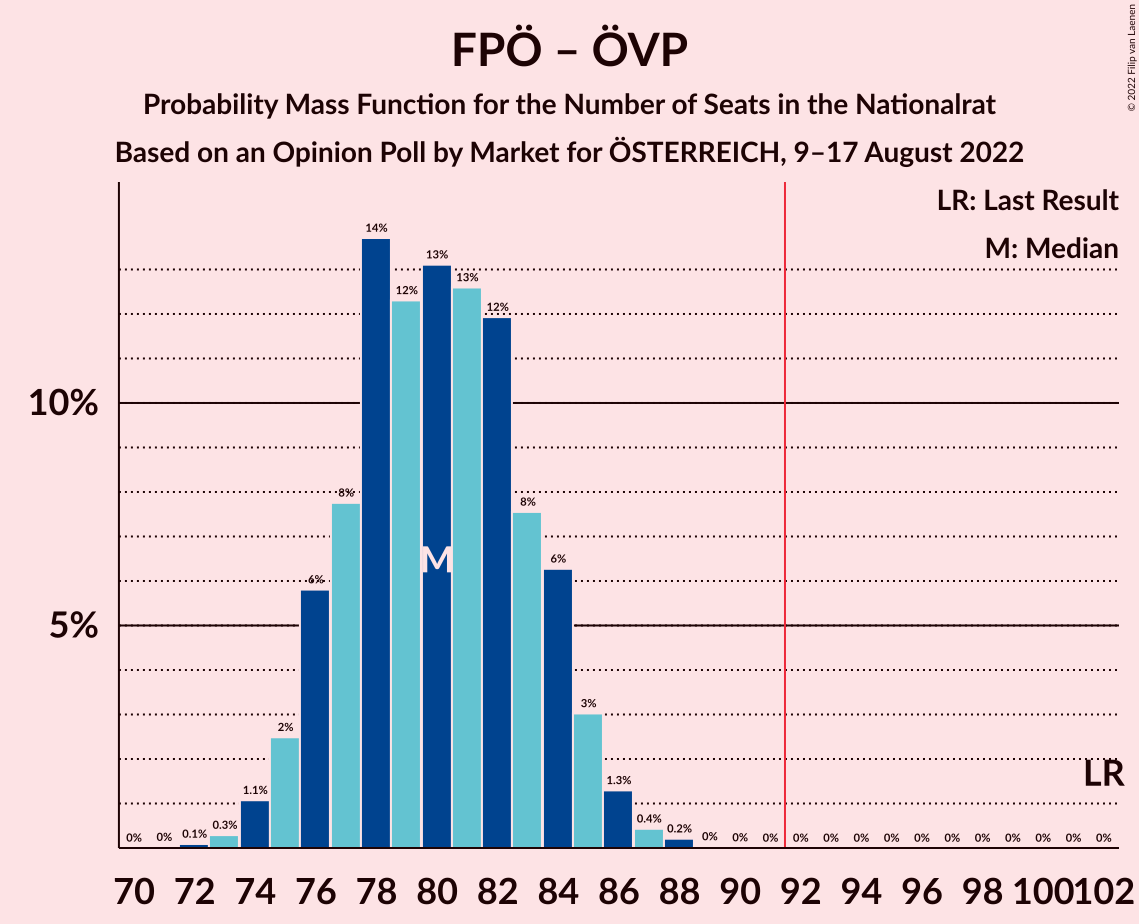 FPÖ – ÖVP
Probability Mass Function for the Number of Seats in the Nationalrat
Based on an Opinion Poll by Market for ÖSTERREICH, 9–17 August 2022
© 2022 Filip van Laenen
LR: Last Result
M: Median
10%
5%
0% 0% 0.1% 0.3% 1.1% 2% 6% 8% 14% 12% 13% 13% 12% 8% 6% 3% 1.3% 0.4% 0.2% 0% 0% 0% 0% 0% 0% 0% 0% 0% 0% 0% 0% 0% 0%
M
LR
70 72 74 76 78 80 82 84 86 88 90 92 94 96 98 100 102